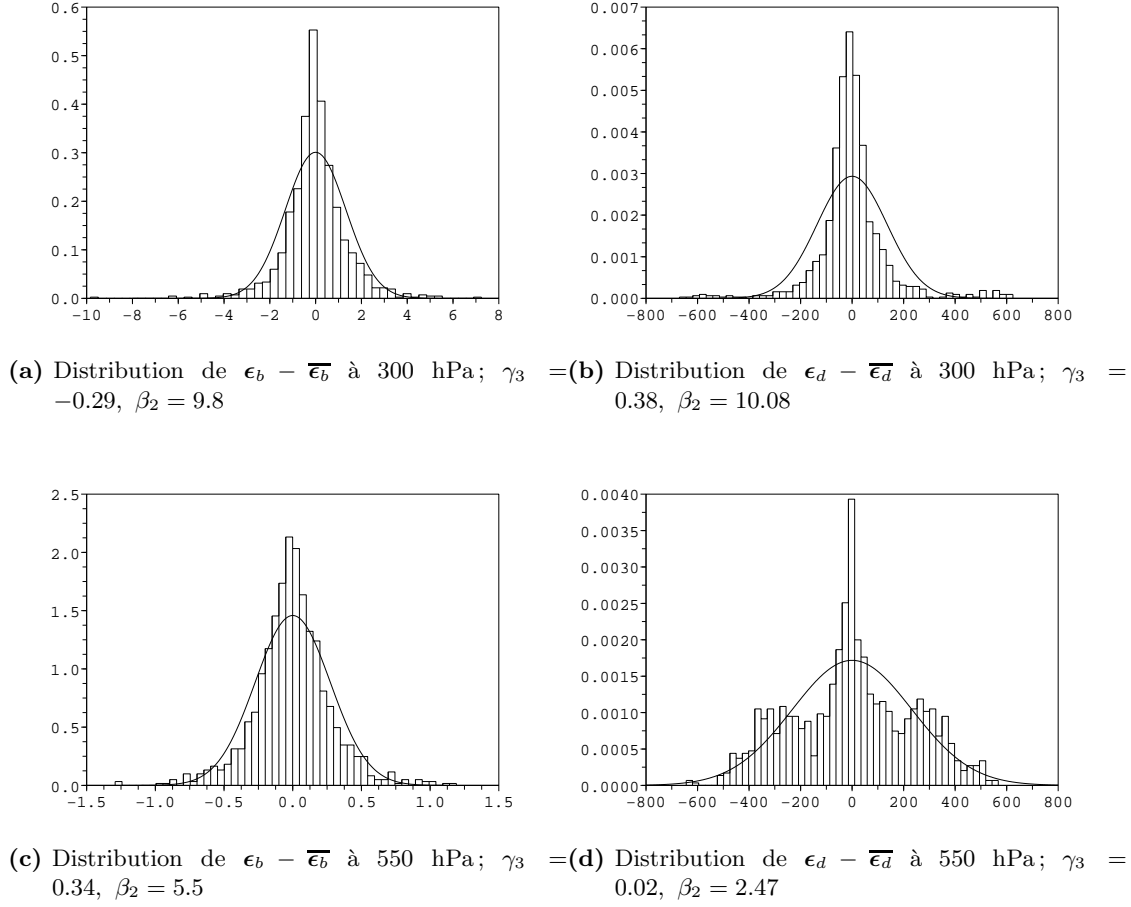 0.6
0.5
0.4
0.3
0.2
0.1
0.0
-10 -8 -6 -4 -2 0 2 4 6 8
0.007
0.006
0.005
0.004
0.003
0.002
0.001
0.000
-800 -600 -400 -200 0 200 400 600 800
(a) Distribution de ϵ_b − \overline{ϵ_b} à 300 hPa; γ_3 =
−0.29, β_2 = 9.8
(b) Distribution de ϵ_d − \overline{ϵ_d} à 300 hPa; γ_3 =
0.38, β_2 = 10.08
2.5
2.0
1.5
1.0
0.5
0.0
-1.5 -1.0 -0.5 0.0 0.5 1.0 1.5
0.0040
0.0035
0.0030
0.0025
0.0020
0.0015
0.0010
0.0005
0.0000
-800 -600 -400 -200 0 200 400 600 800
(c) Distribution de ϵ_b − \overline{ϵ_b} à 550 hPa; γ_3 =
0.34, β_2 = 5.5
(d) Distribution de ϵ_d − \overline{ϵ_d} à 550 hPa; γ_3 =
0.02, β_2 = 2.47